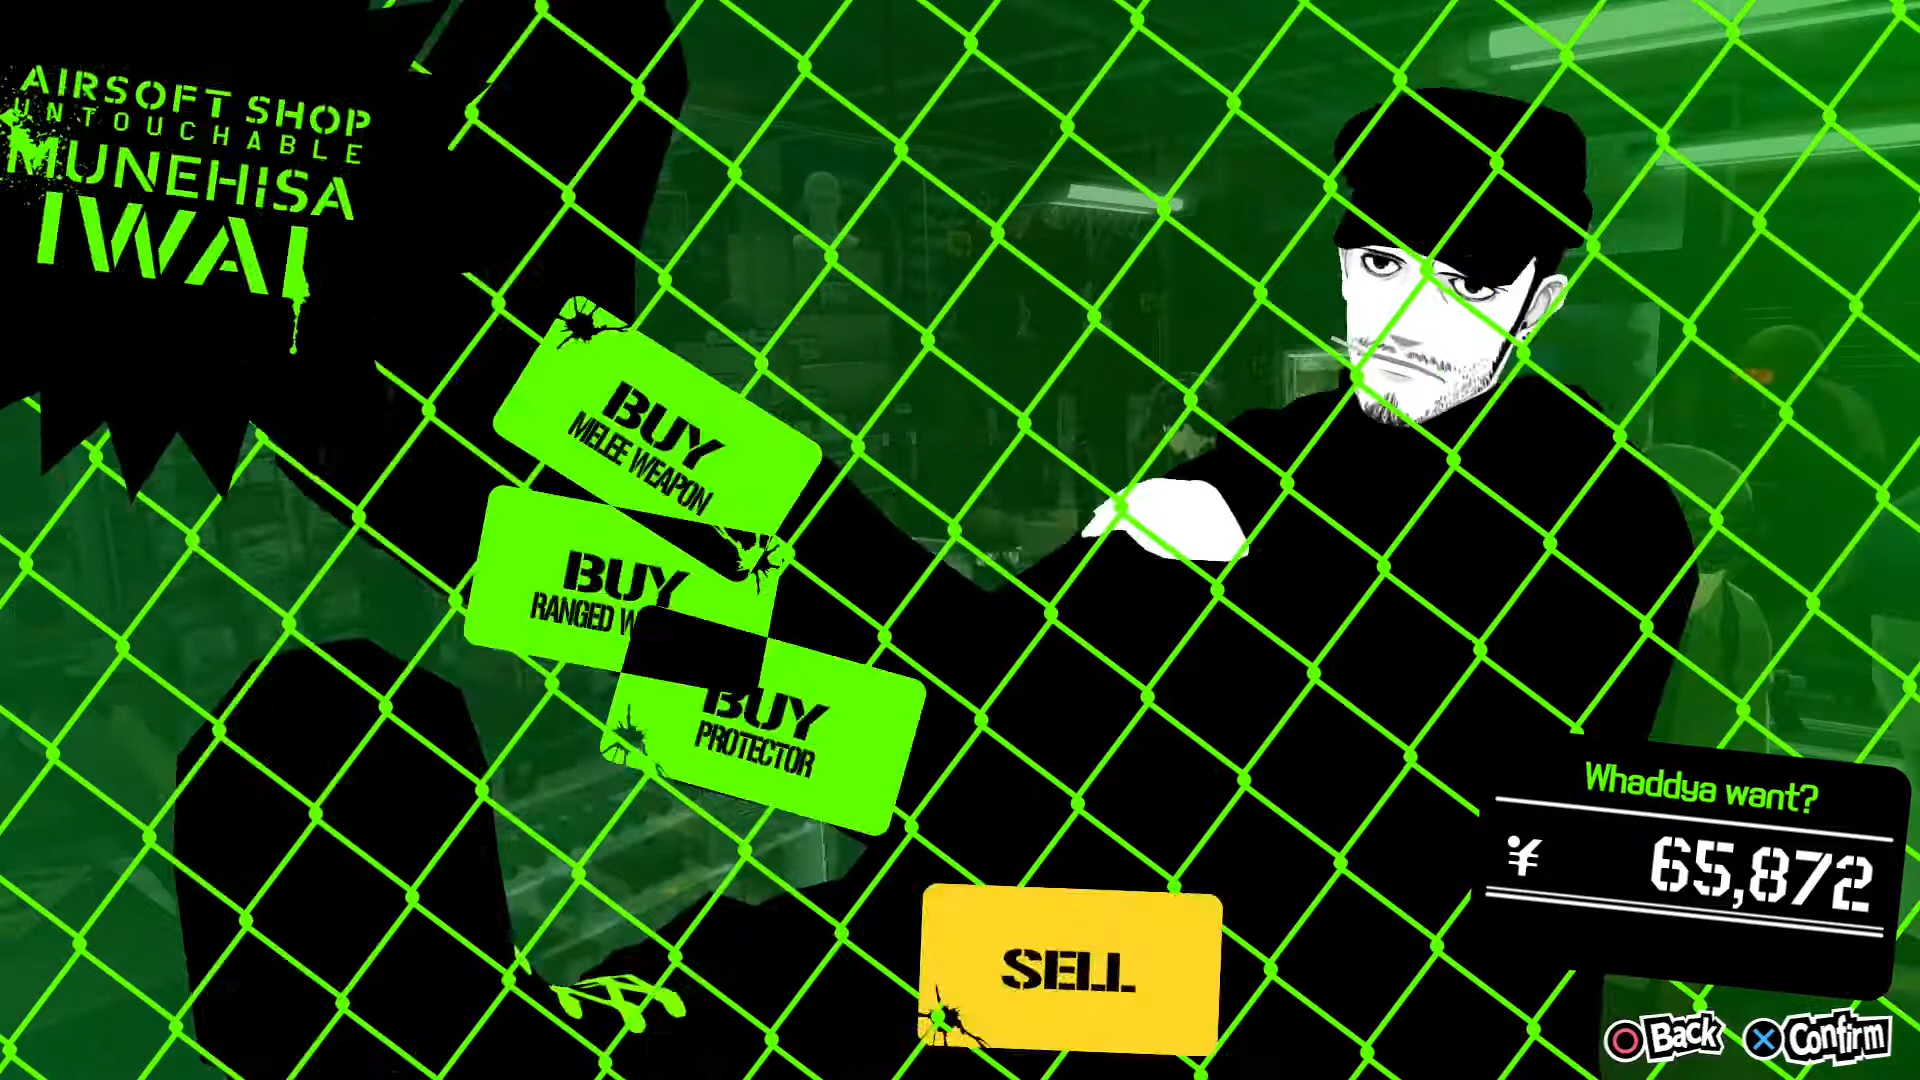 AIRSOFT SHOP
UNTOUCHABLE
MUNEHISA
IWAI
BUY
MELEE WEAPON
BUY
RANGED
BUY
PROTECTOR
SELL
Whaddya want?
¥ 65,872
Back Confirm